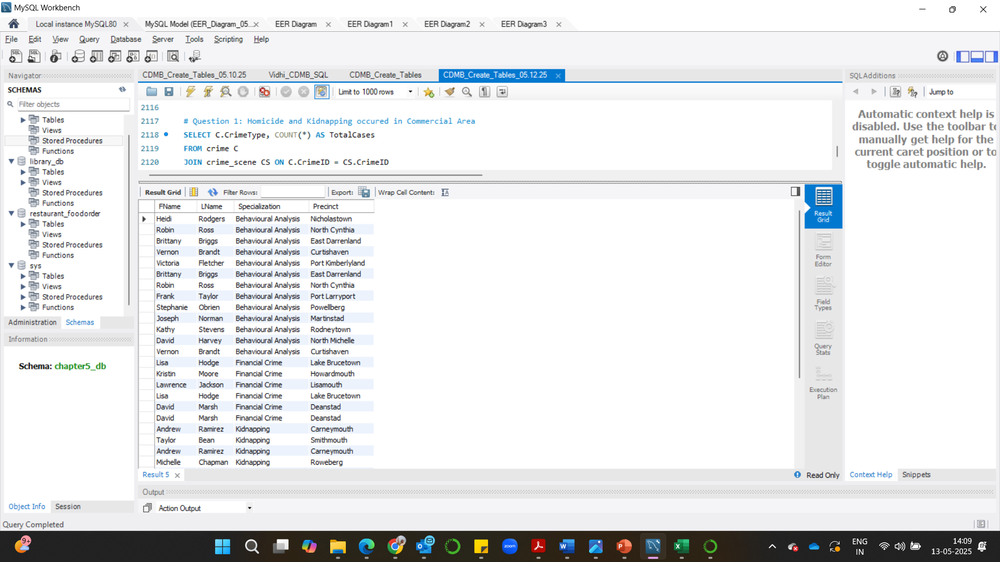 MySQL Workbench
Local instance MySQL80
MySQL Model (EER_Diagram_05...
EER Diagram
EER Diagram1
EER Diagram2
EER Diagram3
File Edit View Query Database Server Tools Scripting Help
Navigator
SCHEMAS
Filter objects
Tables
Views
Stored Procedures
Functions
library_db
Tables
Views
Stored Procedures
Functions
restaurant_foodorder
Tables
Views
Stored Procedures
Functions
sys
Tables
Views
Stored Procedures
Functions
Administration Schemas
Information
Schema: chapter5_db
Object Info Session
Query Completed
CDMB_Create_Tables_05.10.25 Vidhi_CDMB_SQL CDMB_Create_Tables CDMB_Create_Tables_05.12.25
Limit to 1000 rows
2116
2117 # Question 1: Homicide and Kidnapping occured in Commercial Area
2118 SELECT C.CrimeType, COUNT(*) AS TotalCases
2119 FROM crime C
2120 JOIN crime_scene CS ON C.CrimeID = CS.CrimeID
Result Grid Filter Rows: Export: Wrap Cell Content:
FName LName Specialization Precinct
Heidi Rodgers Behavioural Analysis Nicholastown
Robin Ross Behavioural Analysis North Cynthia
Brittany Briggs Behavioural Analysis East Darrenland
Vernon Brandt Behavioural Analysis Curtishaven
Victoria Fletcher Behavioural Analysis Port Kimberlyland
Brittany Briggs Behavioural Analysis East Darrenland
Robin Ross Behavioural Analysis North Cynthia
Frank Taylor Behavioural Analysis Port Larryport
Stephanie Obrien Behavioural Analysis Powellberg
Joseph Norman Behavioural Analysis Martinstad
Kathy Stevens Behavioural Analysis Rodneytown
David Harvey Behavioural Analysis North Michelle
Vernon Brandt Behavioural Analysis Curtishaven
Lisa Hodge Financial Crime Lake Brucetown
Kristin Moore Financial Crime Howardmouth
Lawrence Jackson Financial Crime Lisamouth
Lisa Hodge Financial Crime Lake Brucetown
David Marsh Financial Crime Deanstad
David Marsh Financial Crime Deanstad
Andrew Ramirez Kidnapping Carneymouth
Taylor Bean Kidnapping Smithmouth
Andrew Ramirez Kidnapping Carneymouth
Michelle Chapman Kidnapping Roweberg
Result 5
Read Only
Output
Action Output
Result
Grid
Form
Editor
Field
Types
Query
Stats
Execution
Plan
SQLAdditions
Jump to
Automatic context help is
disabled. Use the toolbar to
manually get help for the
current caret position or to
toggle automatic help.
Context Help Snippets
9+
zoom
ENG
IN
14:09
13-05-2025